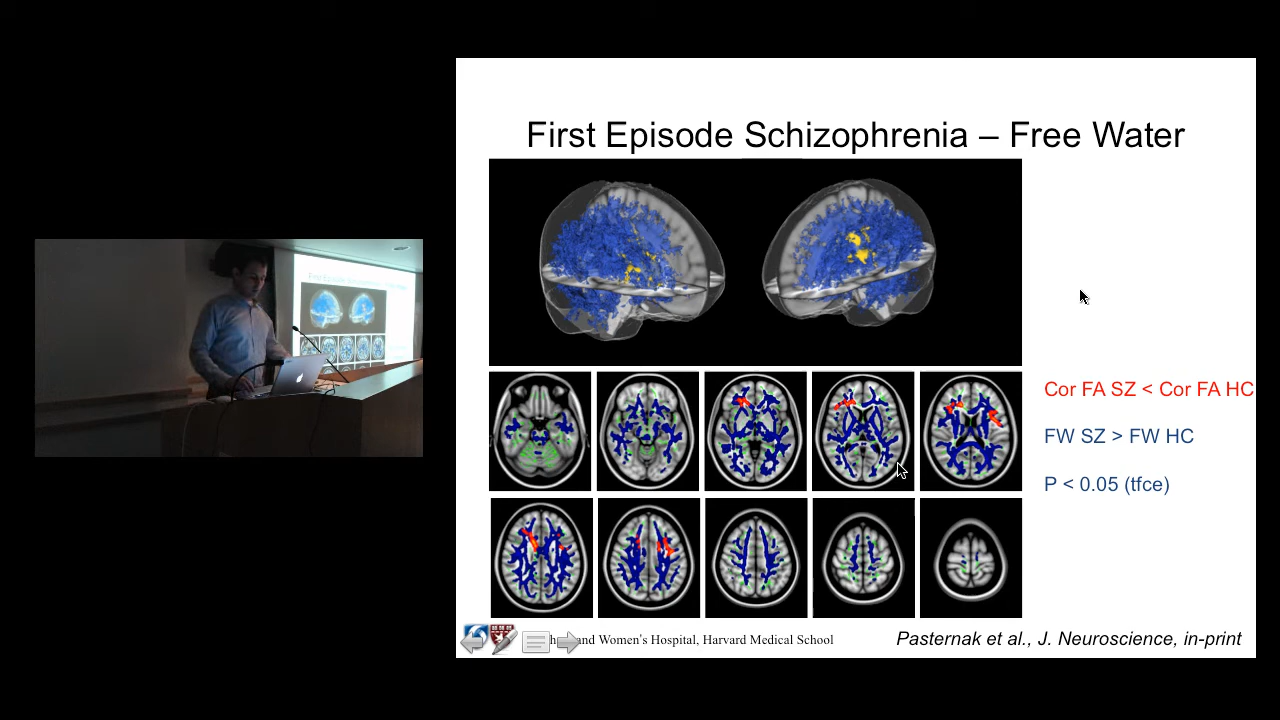 First Episode Schizophrenia – Free Water
Cor FA SZ < Cor FA HC
FW SZ > FW HC
P < 0.05 (tfce)
and Women's Hospital, Harvard Medical School
Pasternak et al., J. Neuroscience, in-print